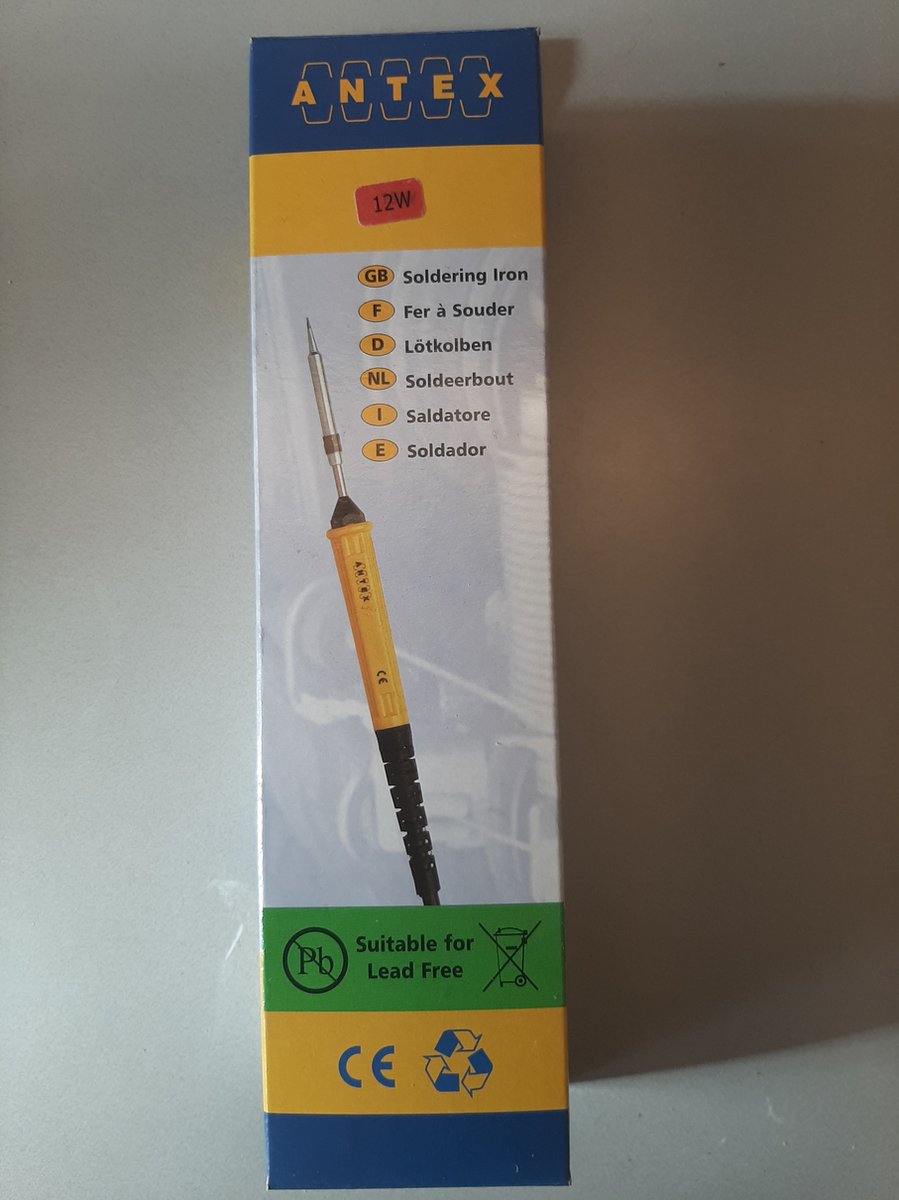 ANTEX
12W
GB Soldering Iron
F Fer à Souder
D Lötkolben
NL Soldeerbout
I Saldatore
E Soldador
ANTEX
CE
Pb
Suitable for
Lead Free
CE